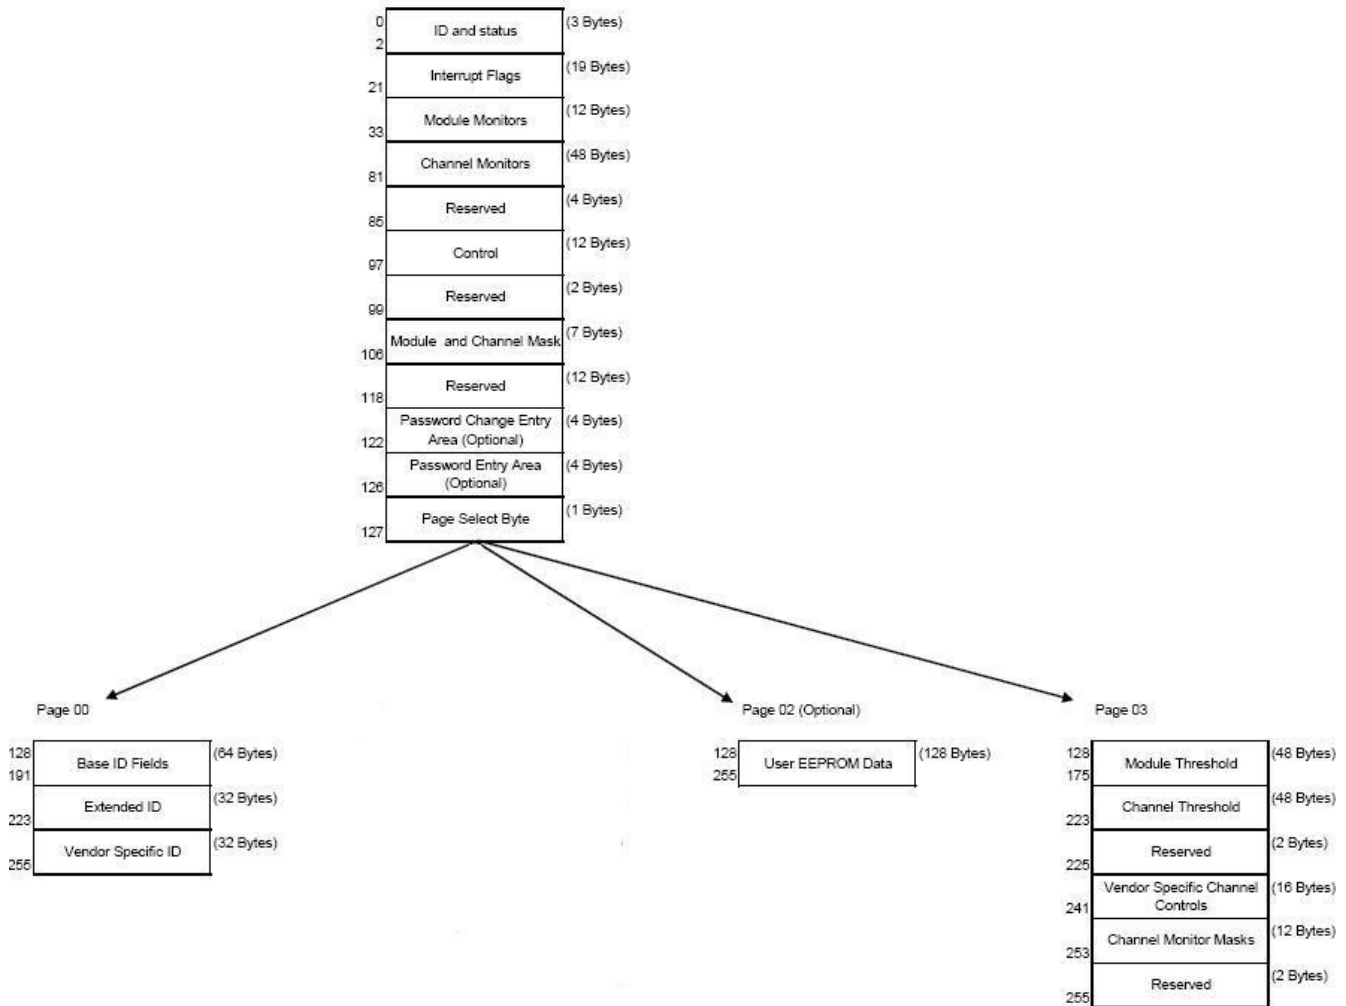 0
ID and status
(3 Bytes)
2
Interrupt Flags
(19 Bytes)
21
Module Monitors
(12 Bytes)
33
Channel Monitors
(48 Bytes)
81
Reserved
(4 Bytes)
85
Control
(12 Bytes)
97
Reserved
(2 Bytes)
99
Module and Channel Mask
(7 Bytes)
106
Reserved
(12 Bytes)
118
Password Change Entry
Area (Optional)
(4 Bytes)
122
Password Entry Area
(Optional)
(4 Bytes)
126
Page Select Byte
(1 Bytes)
127
Page 00
128
Base ID Fields
(64 Bytes)
191
Extended ID
(32 Bytes)
223
Vendor Specific ID
(32 Bytes)
255
Page 02 (Optional)
128
User EEPROM Data
(128 Bytes)
255
Page 03
128
Module Threshold
(48 Bytes)
175
Channel Threshold
(48 Bytes)
223
Reserved
(2 Bytes)
225
Vendor Specific Channel
Controls
(16 Bytes)
241
Channel Monitor Masks
(12 Bytes)
253
Reserved
(2 Bytes)
255